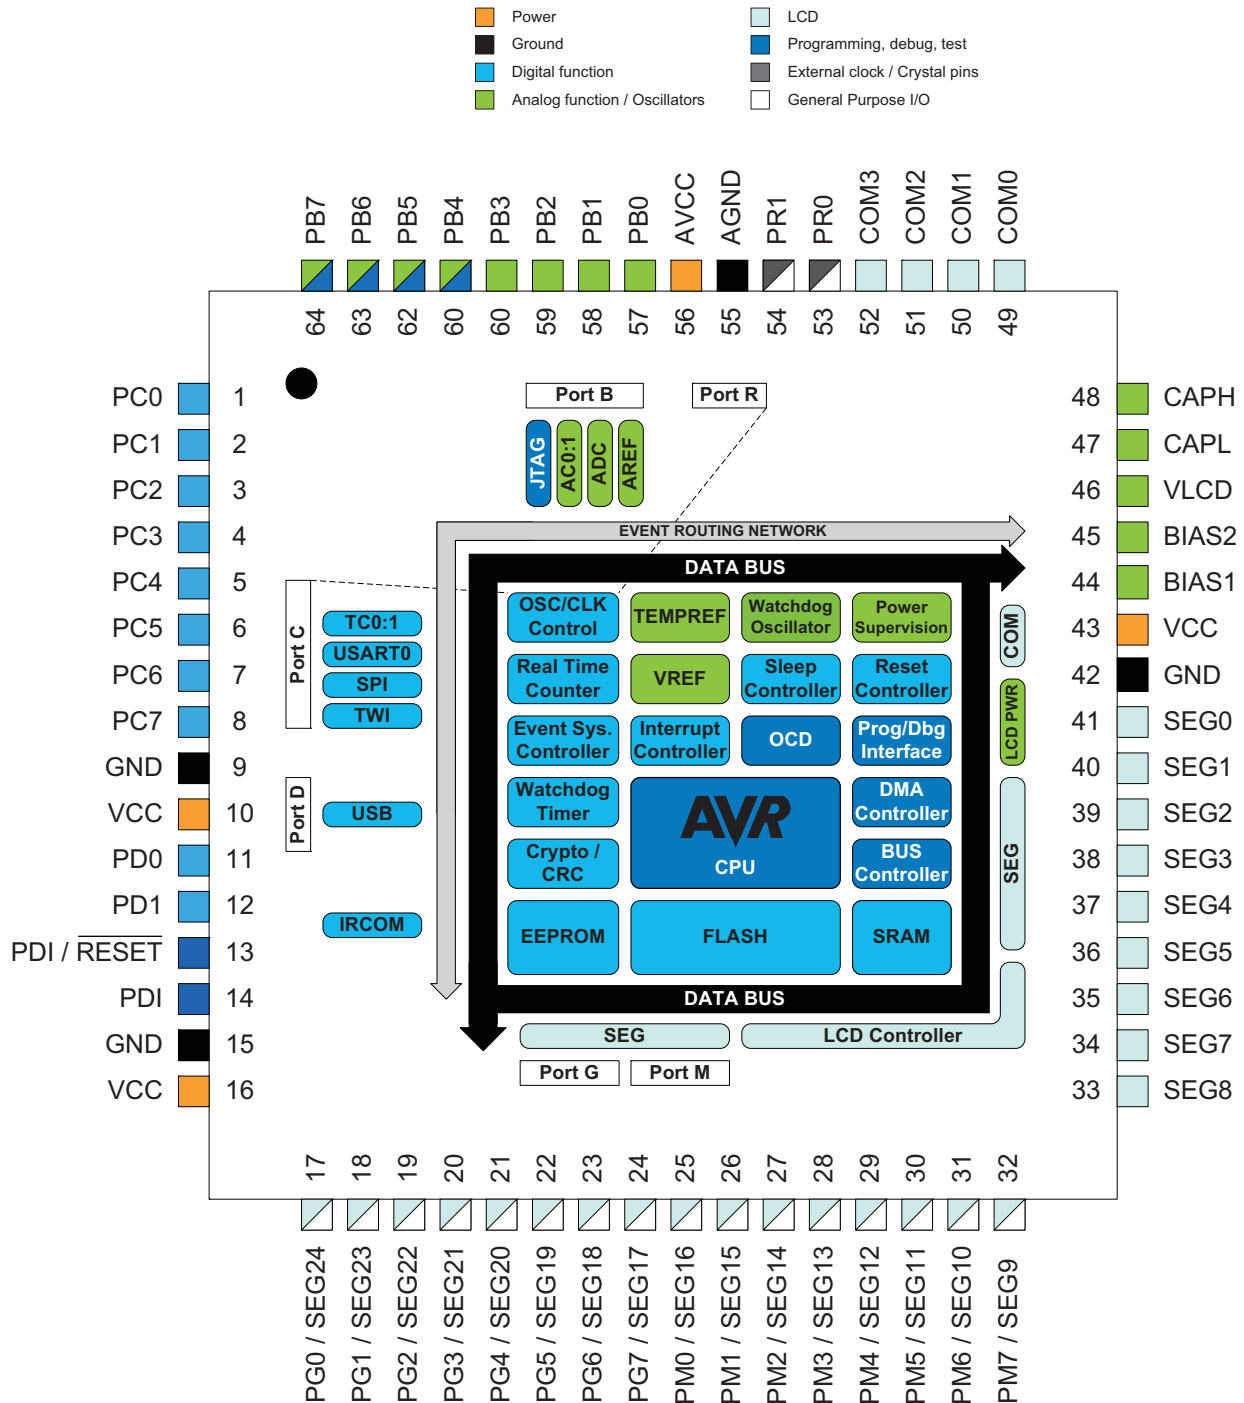 Power
Ground
Digital function
Analog function / Oscillators
LCD
Programming, debug, test
External clock / Crystal pins
General Purpose I/O
PB7
PB6
PB5
PB4
PB3
PB2
PB1
PB0
AVCC
AGND
PR1
PR0
COM3
COM2
COM1
COM0
64
63
62
60
60
59
58
57
56
55
54
53
52
51
50
49
PC0 1
PC1 2
PC2 3
PC3 4
PC4 5
PC5 6
PC6 7
PC7 8
GND 9
VCC 10
PD0 11
PD1 12
PDI / RESET 13
PDI 14
GND 15
VCC 16
Port B
Port R
JTAG
AC0:1
ADC
AREF
EVENT ROUTING NETWORK
DATA BUS
Port C
TC0:1
USART0
SPI
TWI
Port D
USB
IRCOM
OSC/CLK
Control
TEMPREF
Watchdog
Oscillator
Power
Supervision
Real Time
Counter
VREF
Sleep
Controller
Reset
Controller
Event Sys.
Controller
Interrupt
Controller
OCD
Prog/Dbg
Interface
Watchdog
Timer
AVR
CPU
DMA
Controller
Crypto /
CRC
BUS
Controller
EEPROM
FLASH
SRAM
DATA BUS
COM
LCD PWR
SEG
SEG
LCD Controller
Port G
Port M
48 CAPH
47 CAPL
46 VLCD
45 BIAS2
44 BIAS1
43 VCC
42 GND
41 SEG0
40 SEG1
39 SEG2
38 SEG3
37 SEG4
36 SEG5
35 SEG6
34 SEG7
33 SEG8
17
18
19
20
21
22
23
24
25
26
27
28
29
30
31
32
PG0 / SEG24
PG1 / SEG23
PG2 / SEG22
PG3 / SEG21
PG4 / SEG20
PG5 / SEG19
PG6 / SEG18
PG7 / SEG17
PM0 / SEG16
PM1 / SEG15
PM2 / SEG14
PM3 / SEG13
PM4 / SEG12
PM5 / SEG11
PM6 / SEG10
PM7 / SEG9